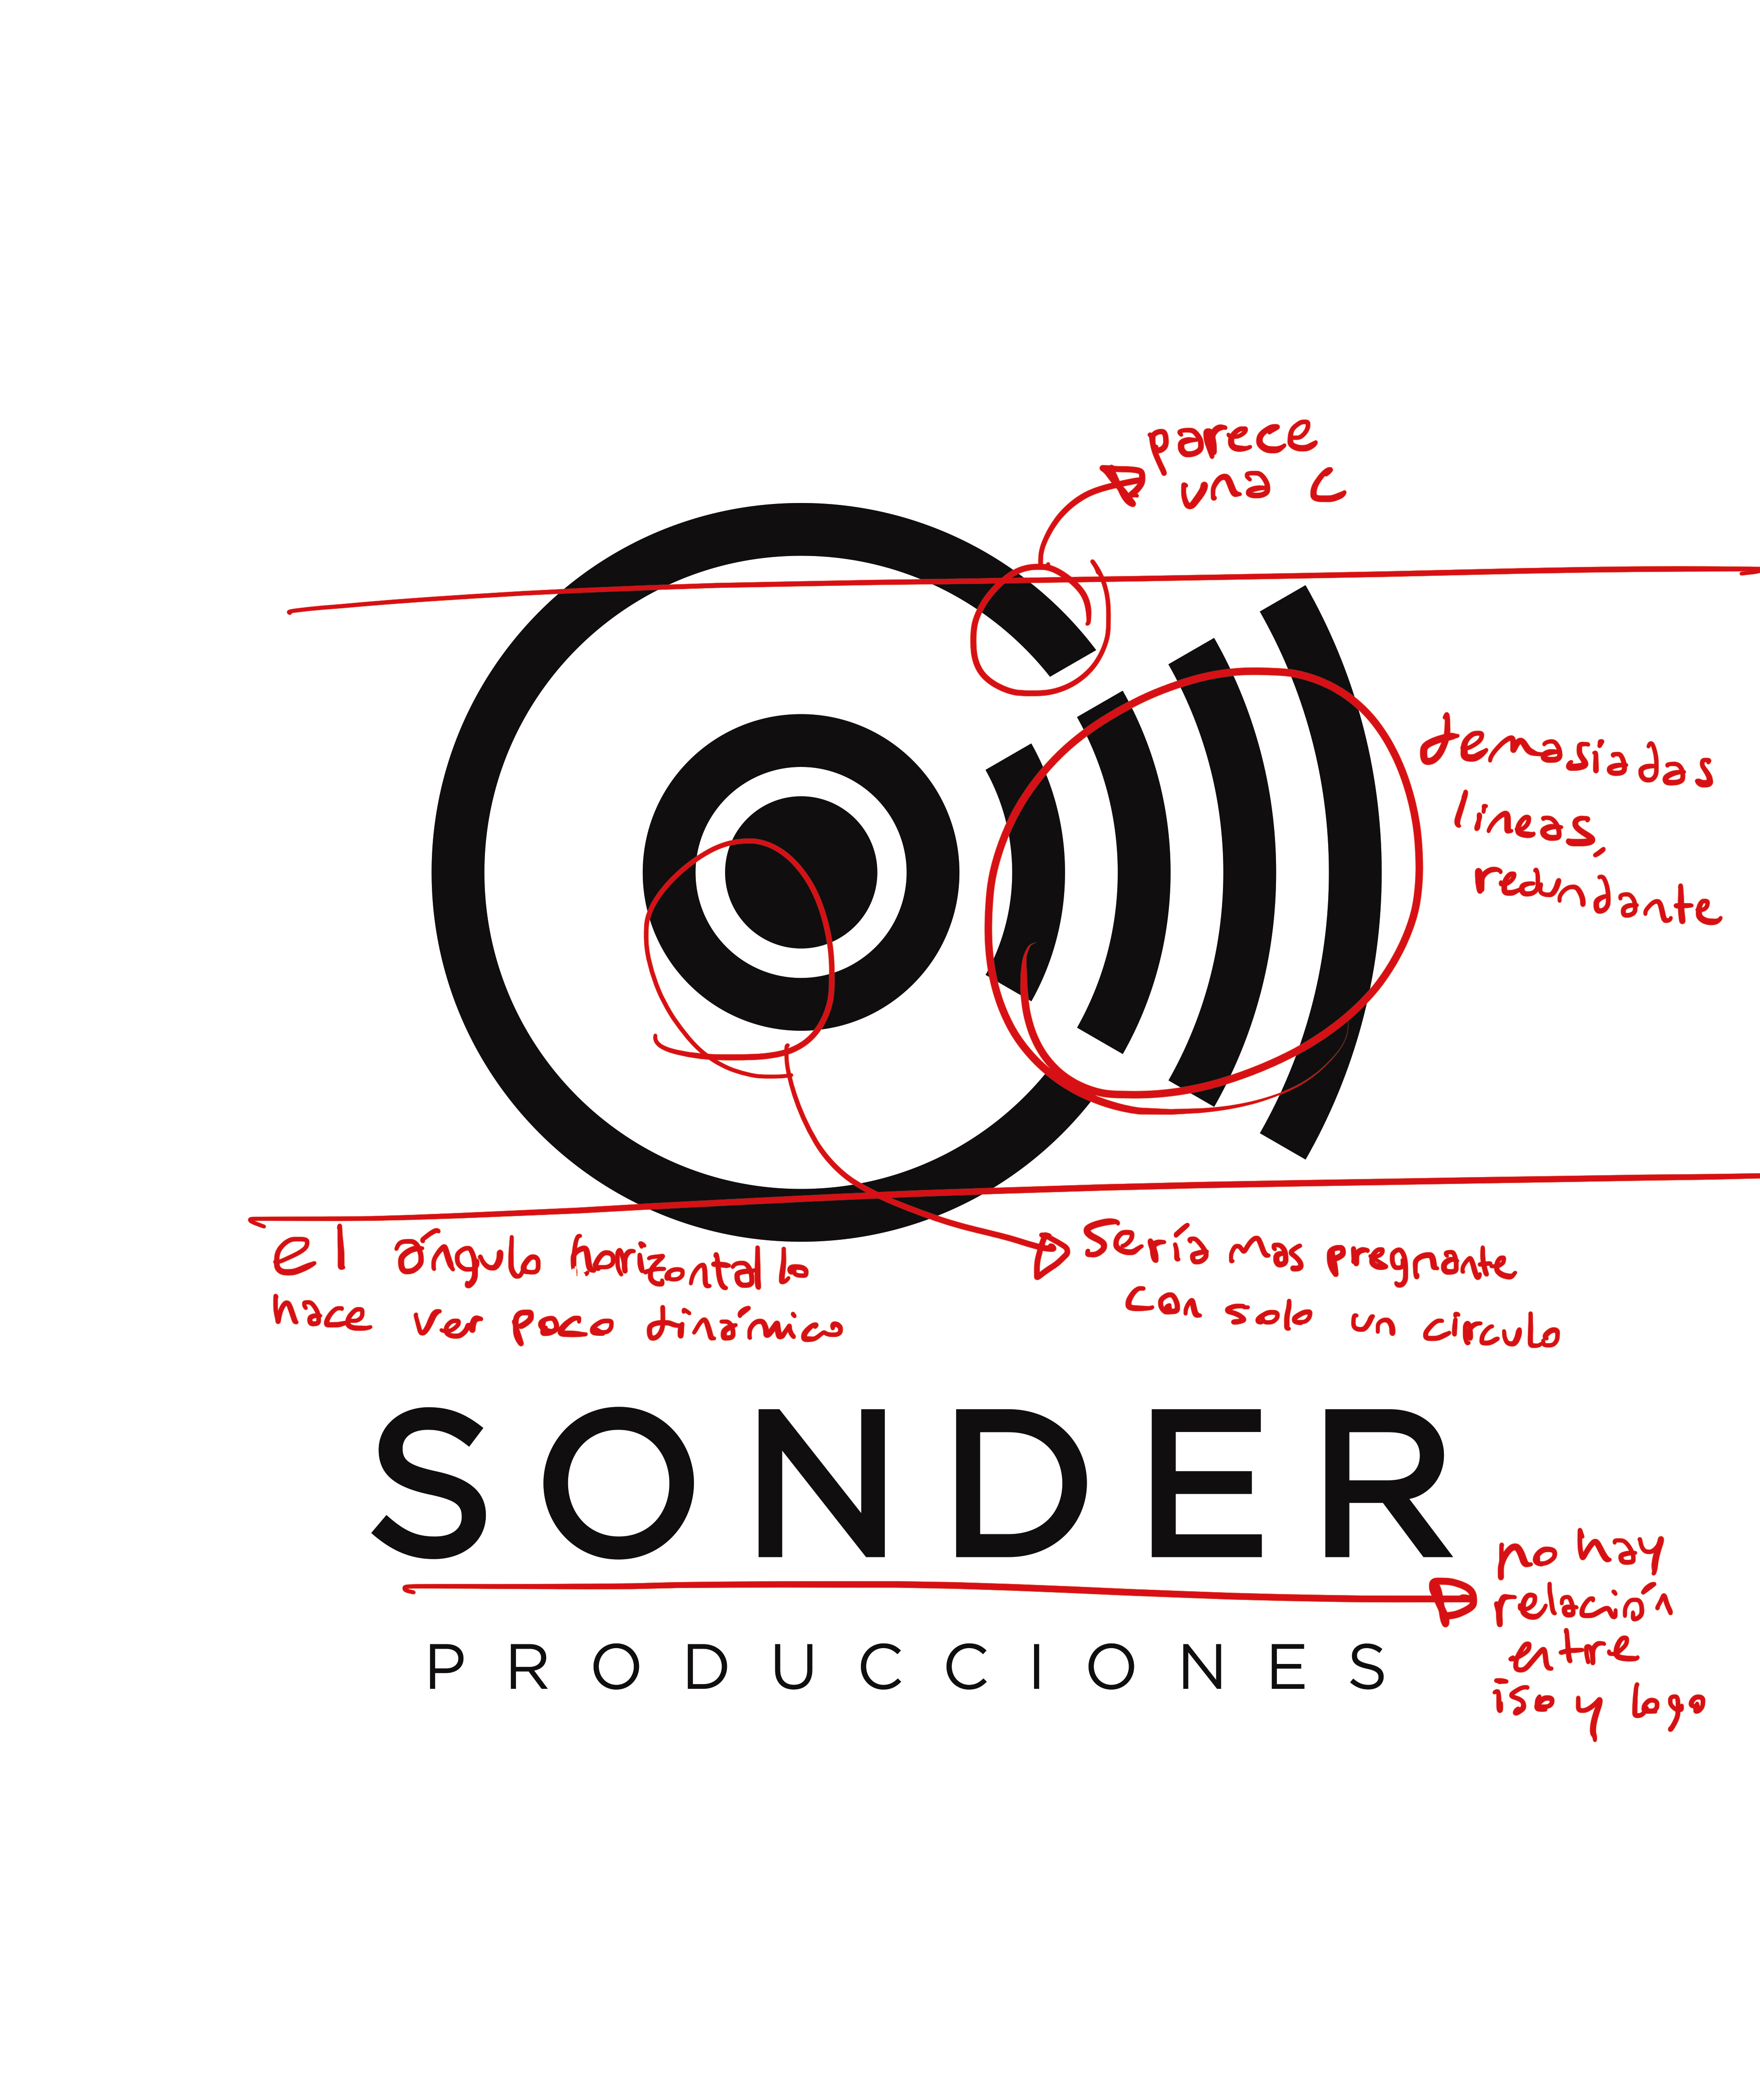 parece
una C
demasiadas
líneas,
redundante
El ángulo horizontal lo
hace ver poco dinámico
Sería mas pregnante
con solo un circulo
SONDER
PRODUCCIONES
no hay
relación
entre
iso y logo